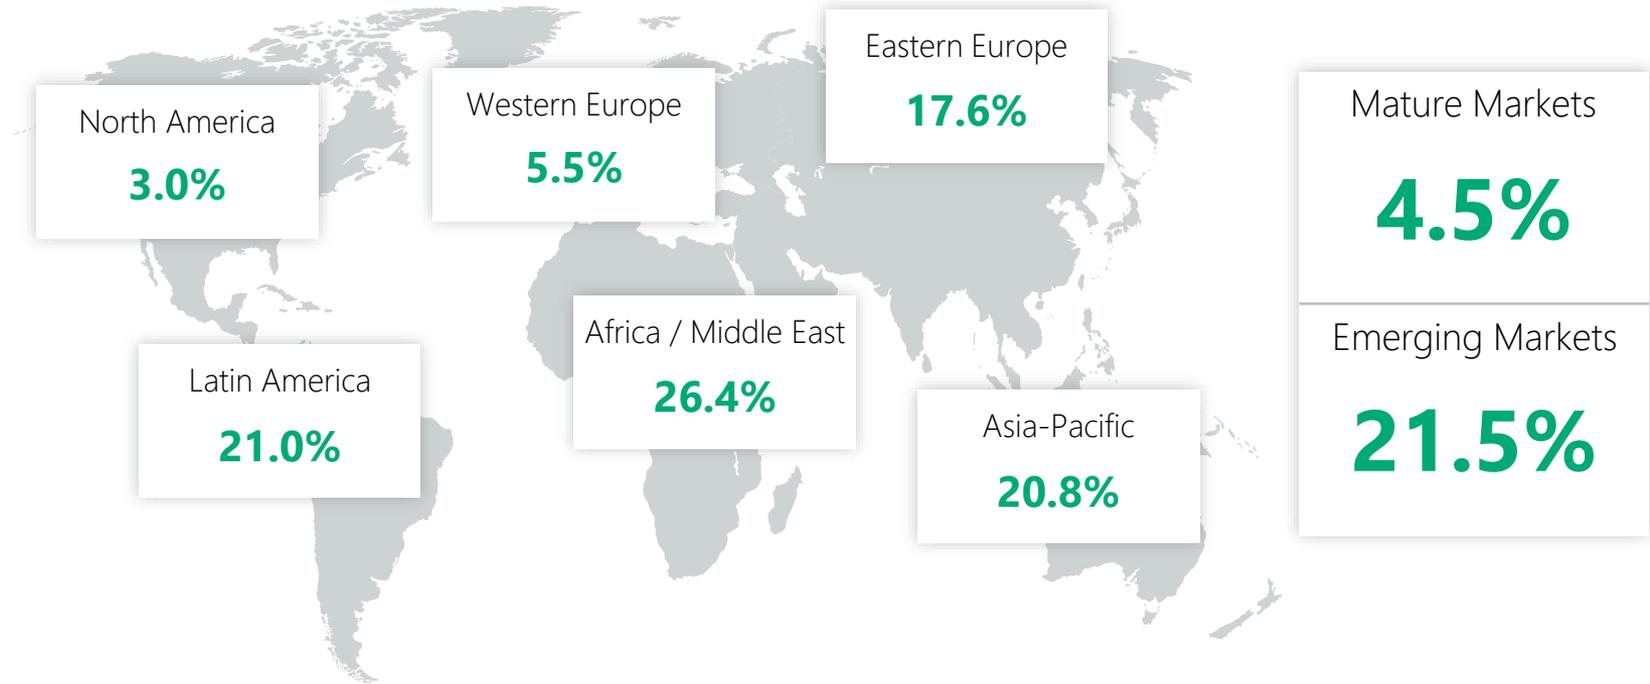 North America
3.0%
Western Europe
5.5%
Eastern Europe
17.6%
Latin America
21.0%
Africa / Middle East
26.4%
Asia-Pacific
20.8%
Mature Markets
4.5%
Emerging Markets
21.5%